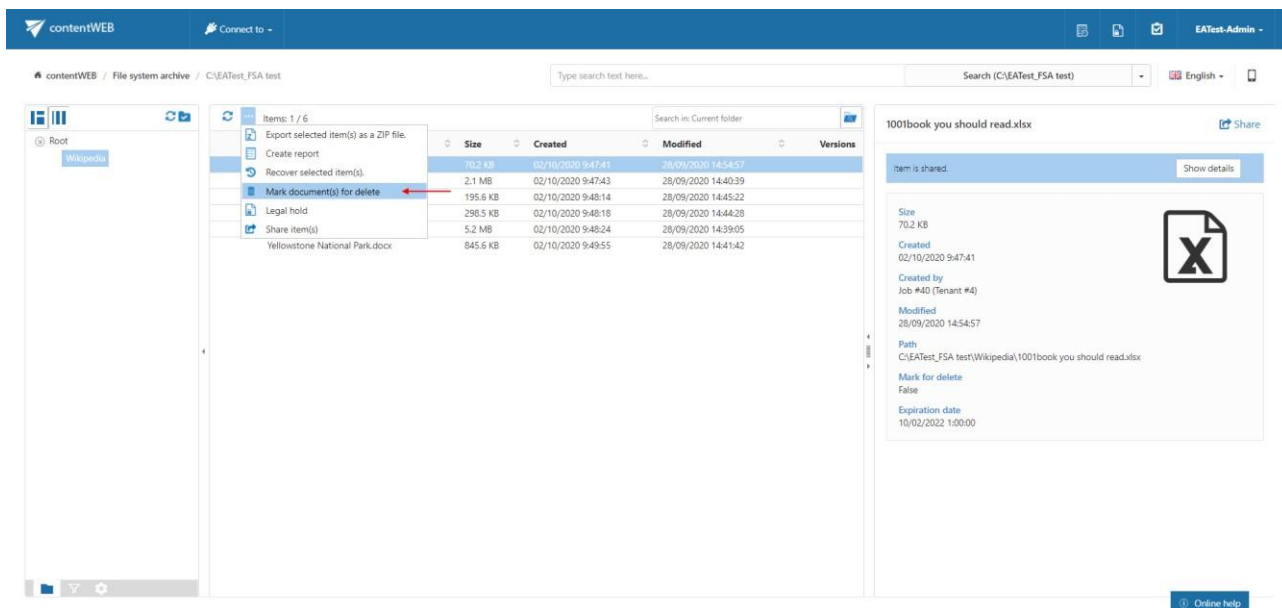 contentWEB
Connect to
EATest-Admin
contentWEB / File system archive / C:\EATest_FSA test
Type search text here...
Search (C:\EATest_FSA test)
English
Items: 1 / 6
Search in: Current folder
Root
Wikipedia
Export selected item(s) as a ZIP file.
Create report
Recover selected item(s).
Mark document(s) for delete
Legal hold
Share item(s)
Size Created Modified Versions
70.2 KB 02/10/2020 9:47:41 28/09/2020 14:54:57
2.1 MB 02/10/2020 9:47:43 28/09/2020 14:40:39
195.6 KB 02/10/2020 9:48:14 28/09/2020 14:45:22
298.5 KB 02/10/2020 9:48:18 28/09/2020 14:44:28
5.2 MB 02/10/2020 9:48:24 28/09/2020 14:39:05
Yellowstone National Park.docx 845.6 KB 02/10/2020 9:49:55 28/09/2020 14:41:42
1001book you should read.xlsx
Share
Item is shared.
Show details
Size
70.2 KB
Created
02/10/2020 9:47:41
Created by
Job #40 (Tenant #4)
Modified
28/09/2020 14:54:57
Path
C:\EATest_FSA test\Wikipedia\1001book you should read.xlsx
Mark for delete
False
Expiration date
10/02/2022 1:00:00
Online help